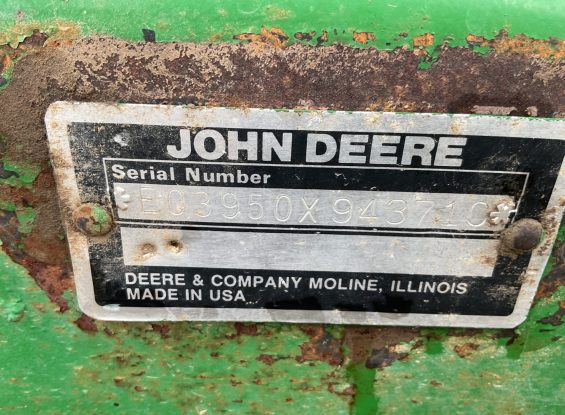 JOHN DEERE
Serial Number
*E03950X943710*
DEERE & COMPANY MOLINE, ILLINOIS
MADE IN USA